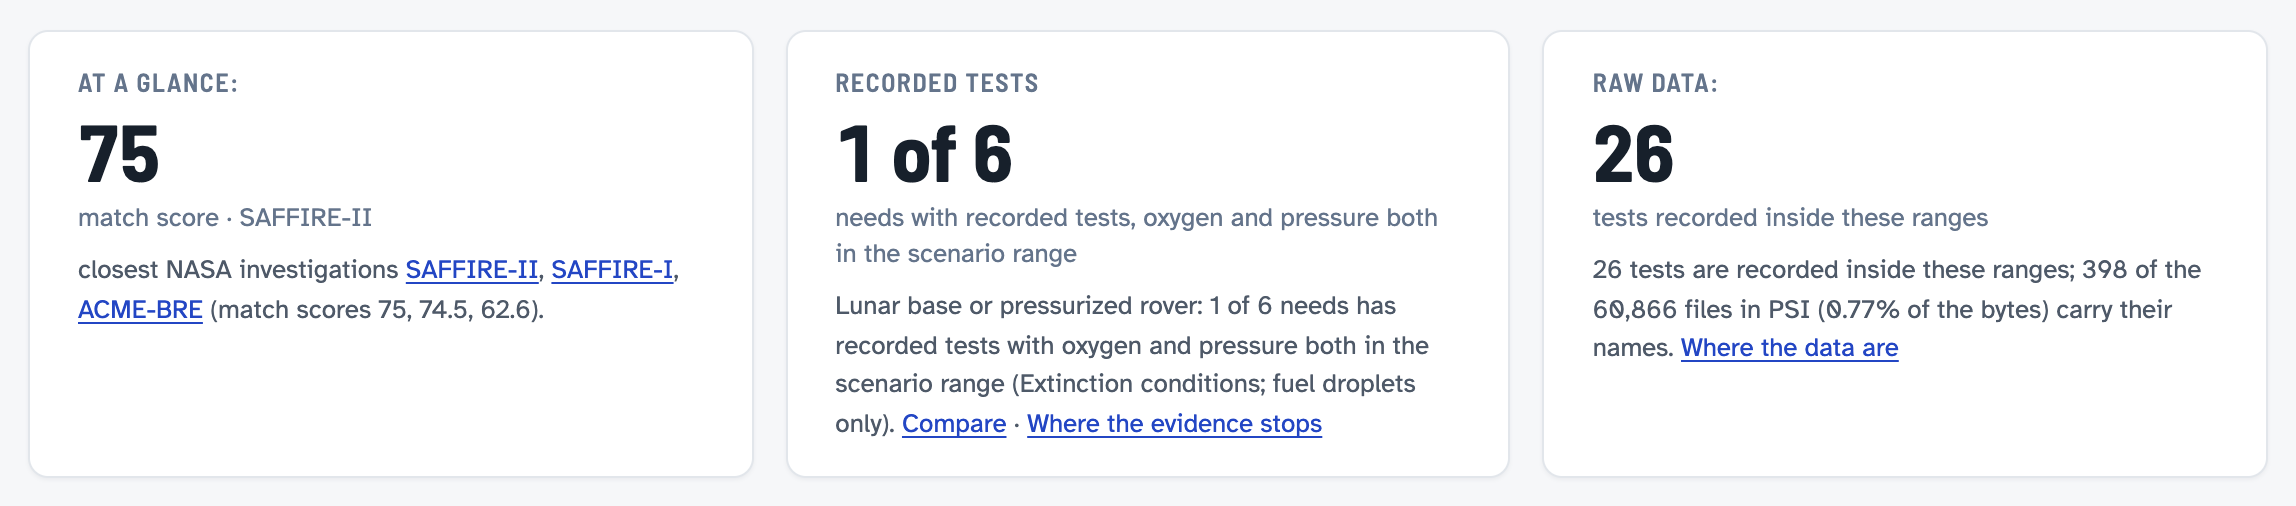 AT A GLANCE:
75
match score · SAFFIRE-II
closest NASA investigations SAFFIRE-II, SAFFIRE-I,
ACME-BRE (match scores 75, 74.5, 62.6).
RECORDED TESTS
1 of 6
needs with recorded tests, oxygen and pressure both
in the scenario range
Lunar base or pressurized rover: 1 of 6 needs has
recorded tests with oxygen and pressure both in the
scenario range (Extinction conditions; fuel droplets
only). Compare · Where the evidence stops
RAW DATA:
26
tests recorded inside these ranges
26 tests are recorded inside these ranges; 398 of the
60,866 files in PSI (0.77% of the bytes) carry their
names. Where the data are